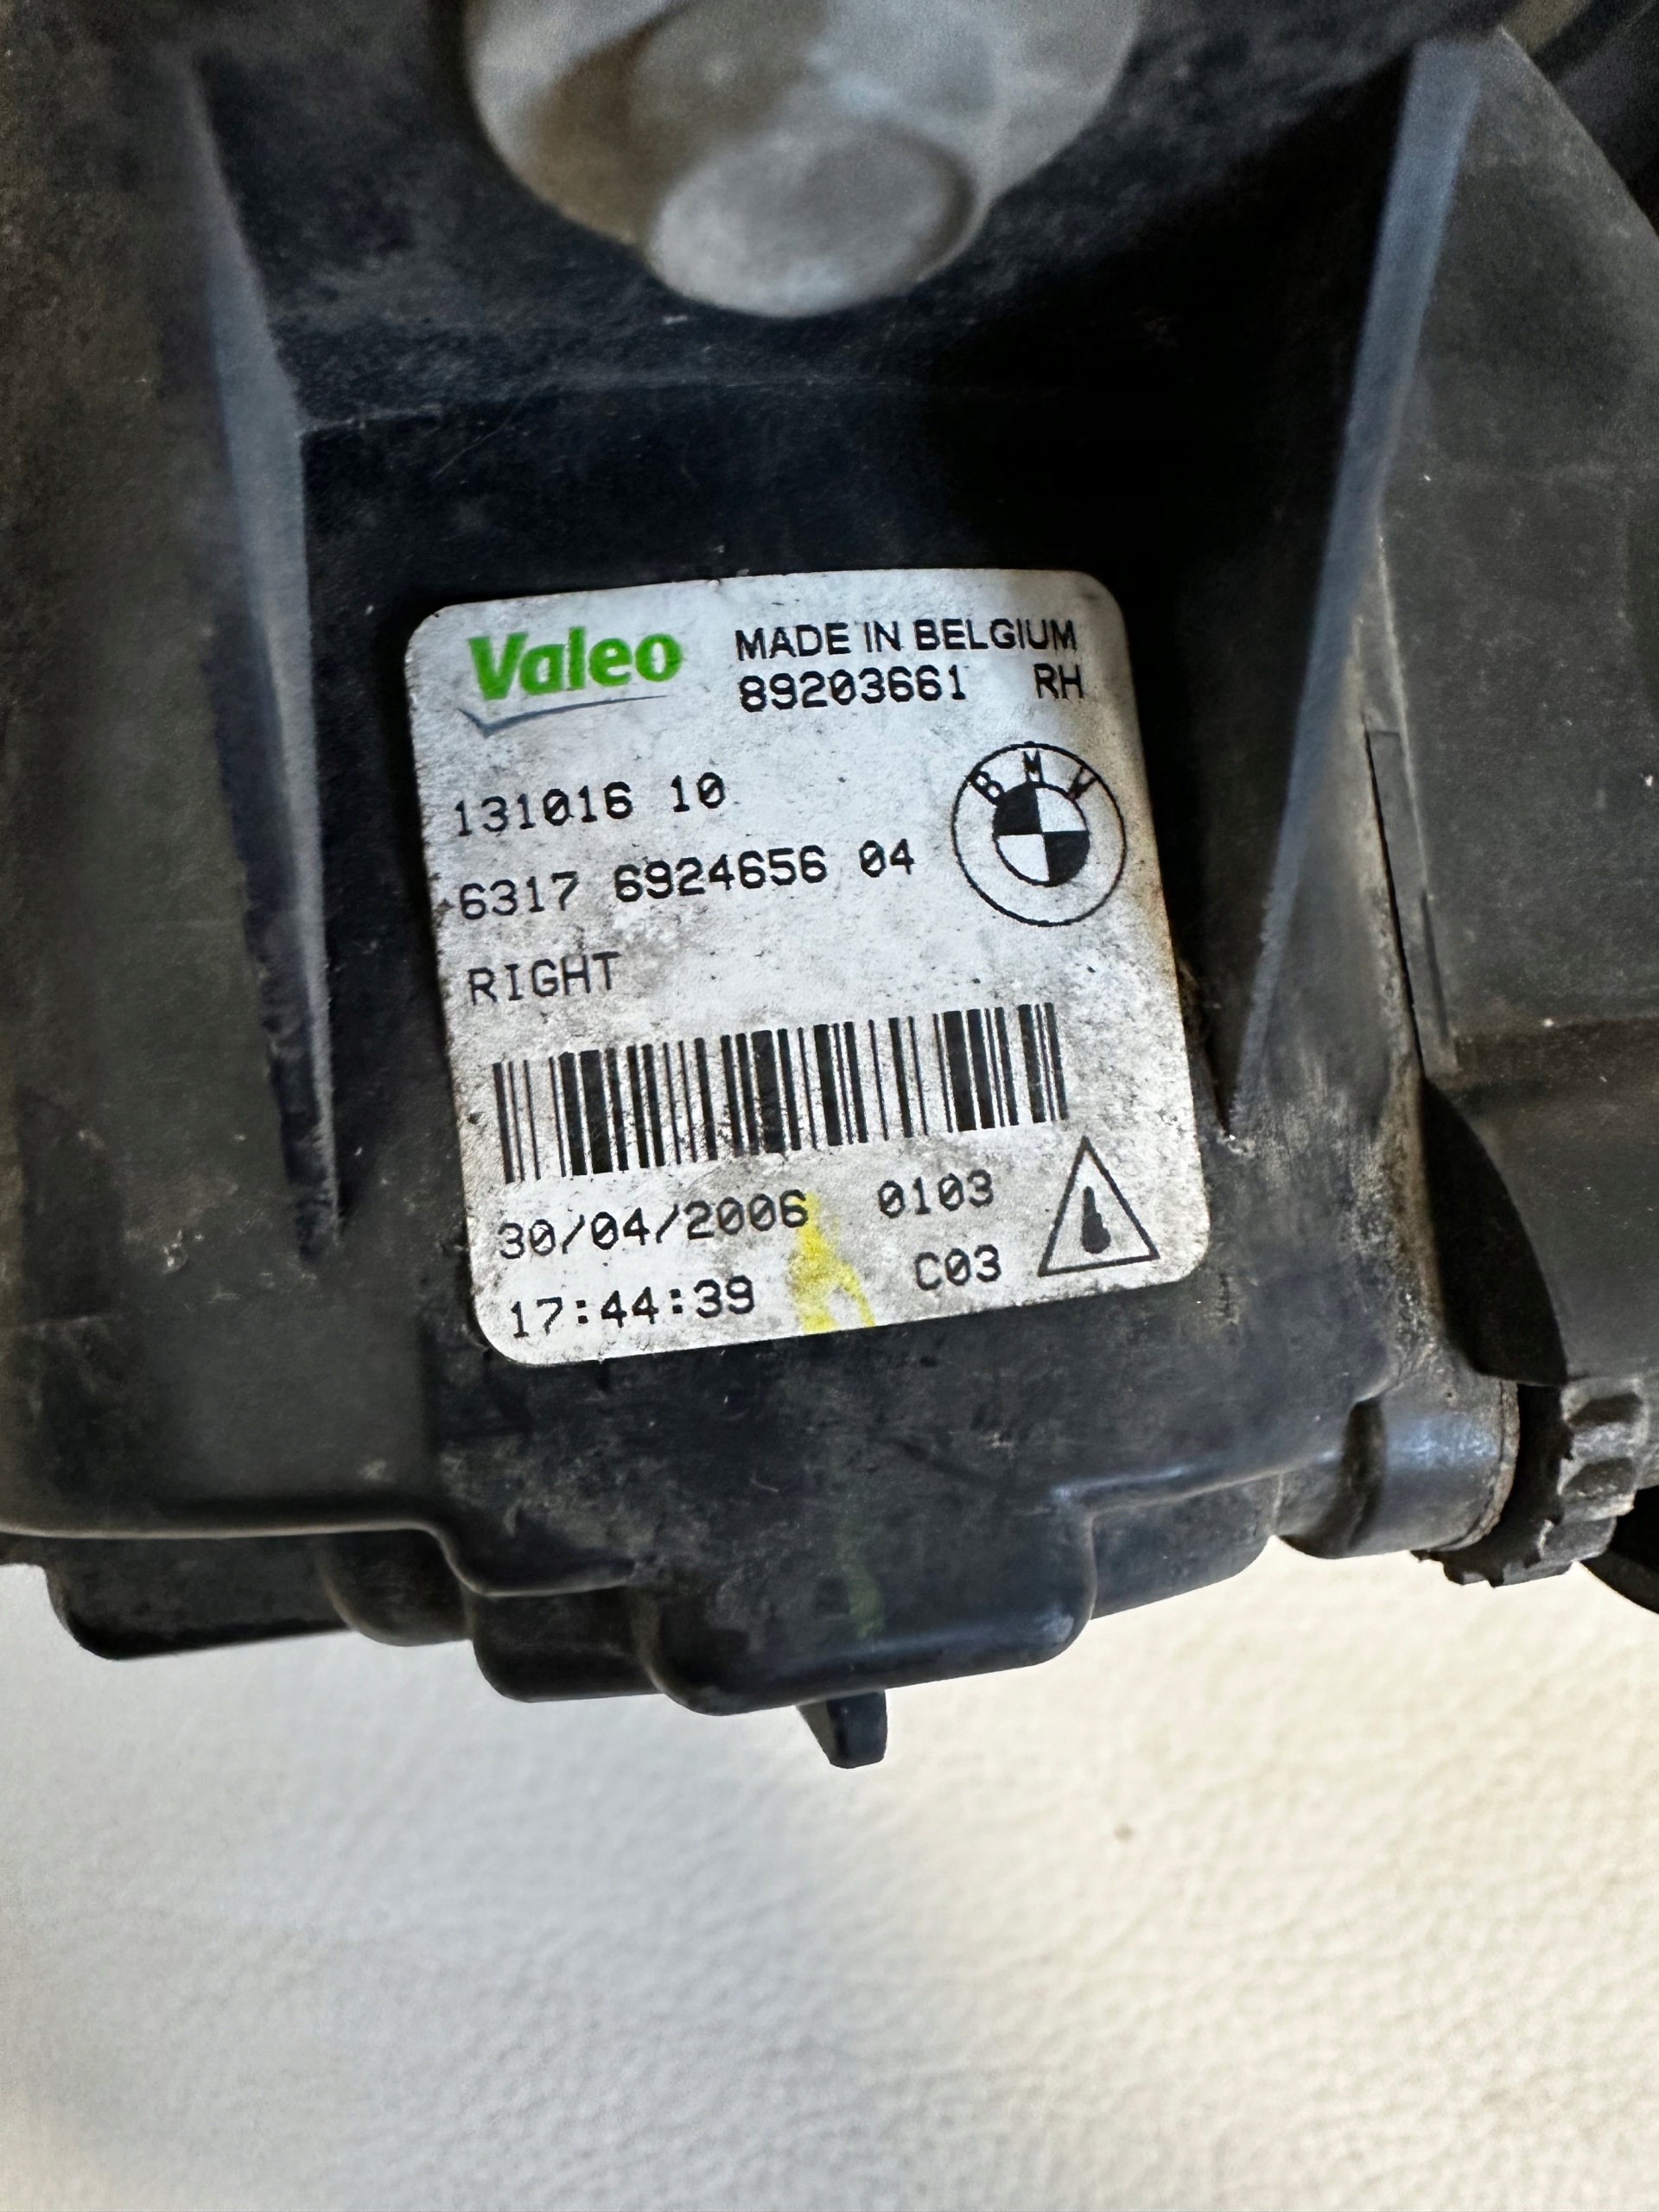 Valeo MADE IN BELGIUM
89203661 RH
131016 10
BMW
6317 6924656 04
RIGHT
30/04/2006 0103
17:44:39 C03